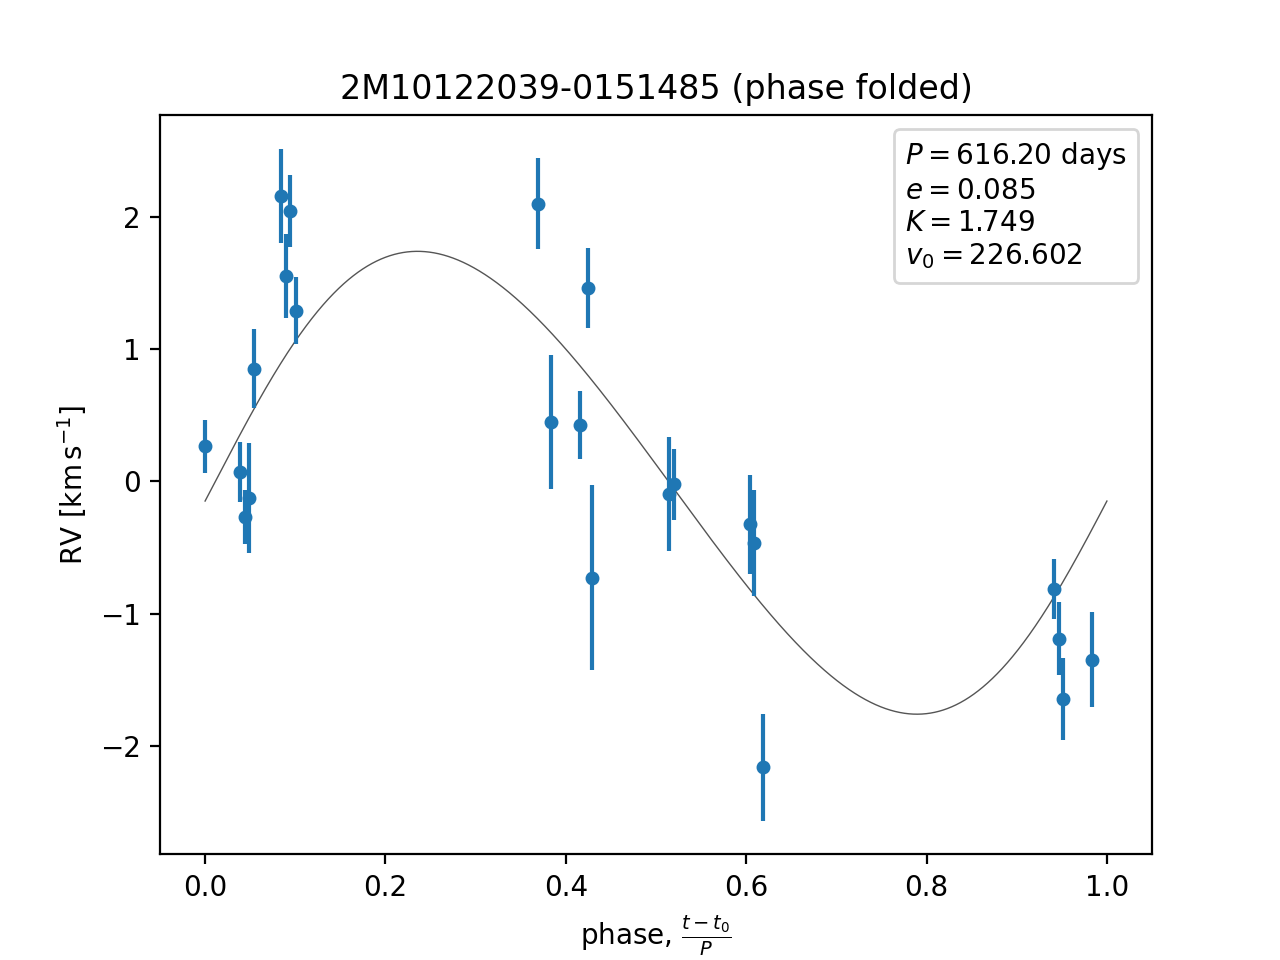 2M10122039-0151485 (phase folded)
P = 616.20 days
e = 0.085
K = 1.749
v₀ = 226.602
RV [km s⁻¹]
2
1
0
−1
−2
0.0 0.2 0.4 0.6 0.8 1.0
phase, (t − t₀)/P